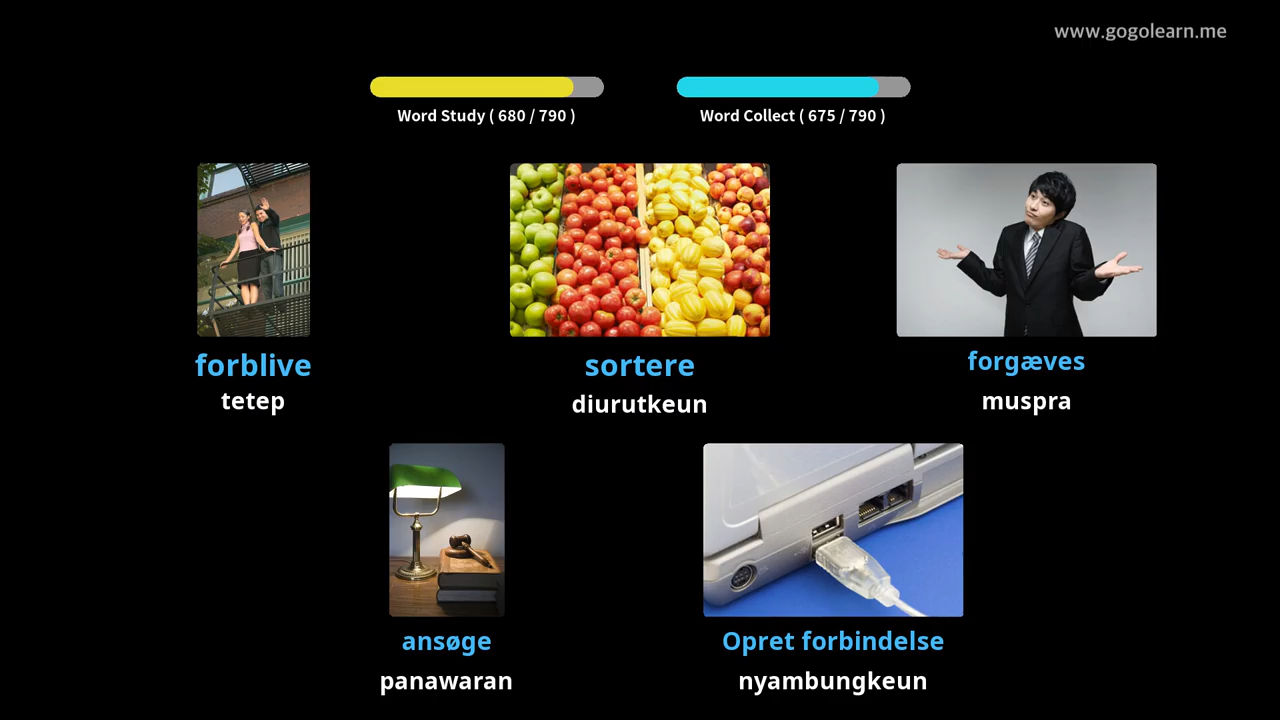 www.gogolearn.me
Word Study ( 680 / 790 )
Word Collect ( 675 / 790 )
forblive
tetep
sortere
diurutkeun
forgæves
muspra
ansøge
panawaran
Opret forbindelse
nyambungkeun